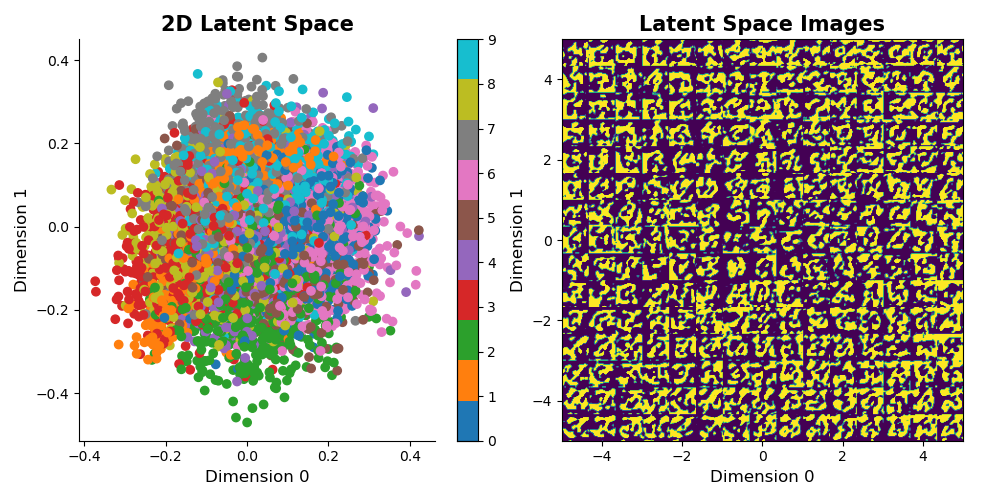 2D Latent Space
Latent Space Images
Dimension 1
0.4
0.2
0.0
−0.2
−0.4
−0.4 −0.2 0.0 0.2 0.4
Dimension 0
9
8
7
6
5
4
3
2
1
0
Dimension 1
4
2
0
−2
−4
−4 −2 0 2 4
Dimension 0